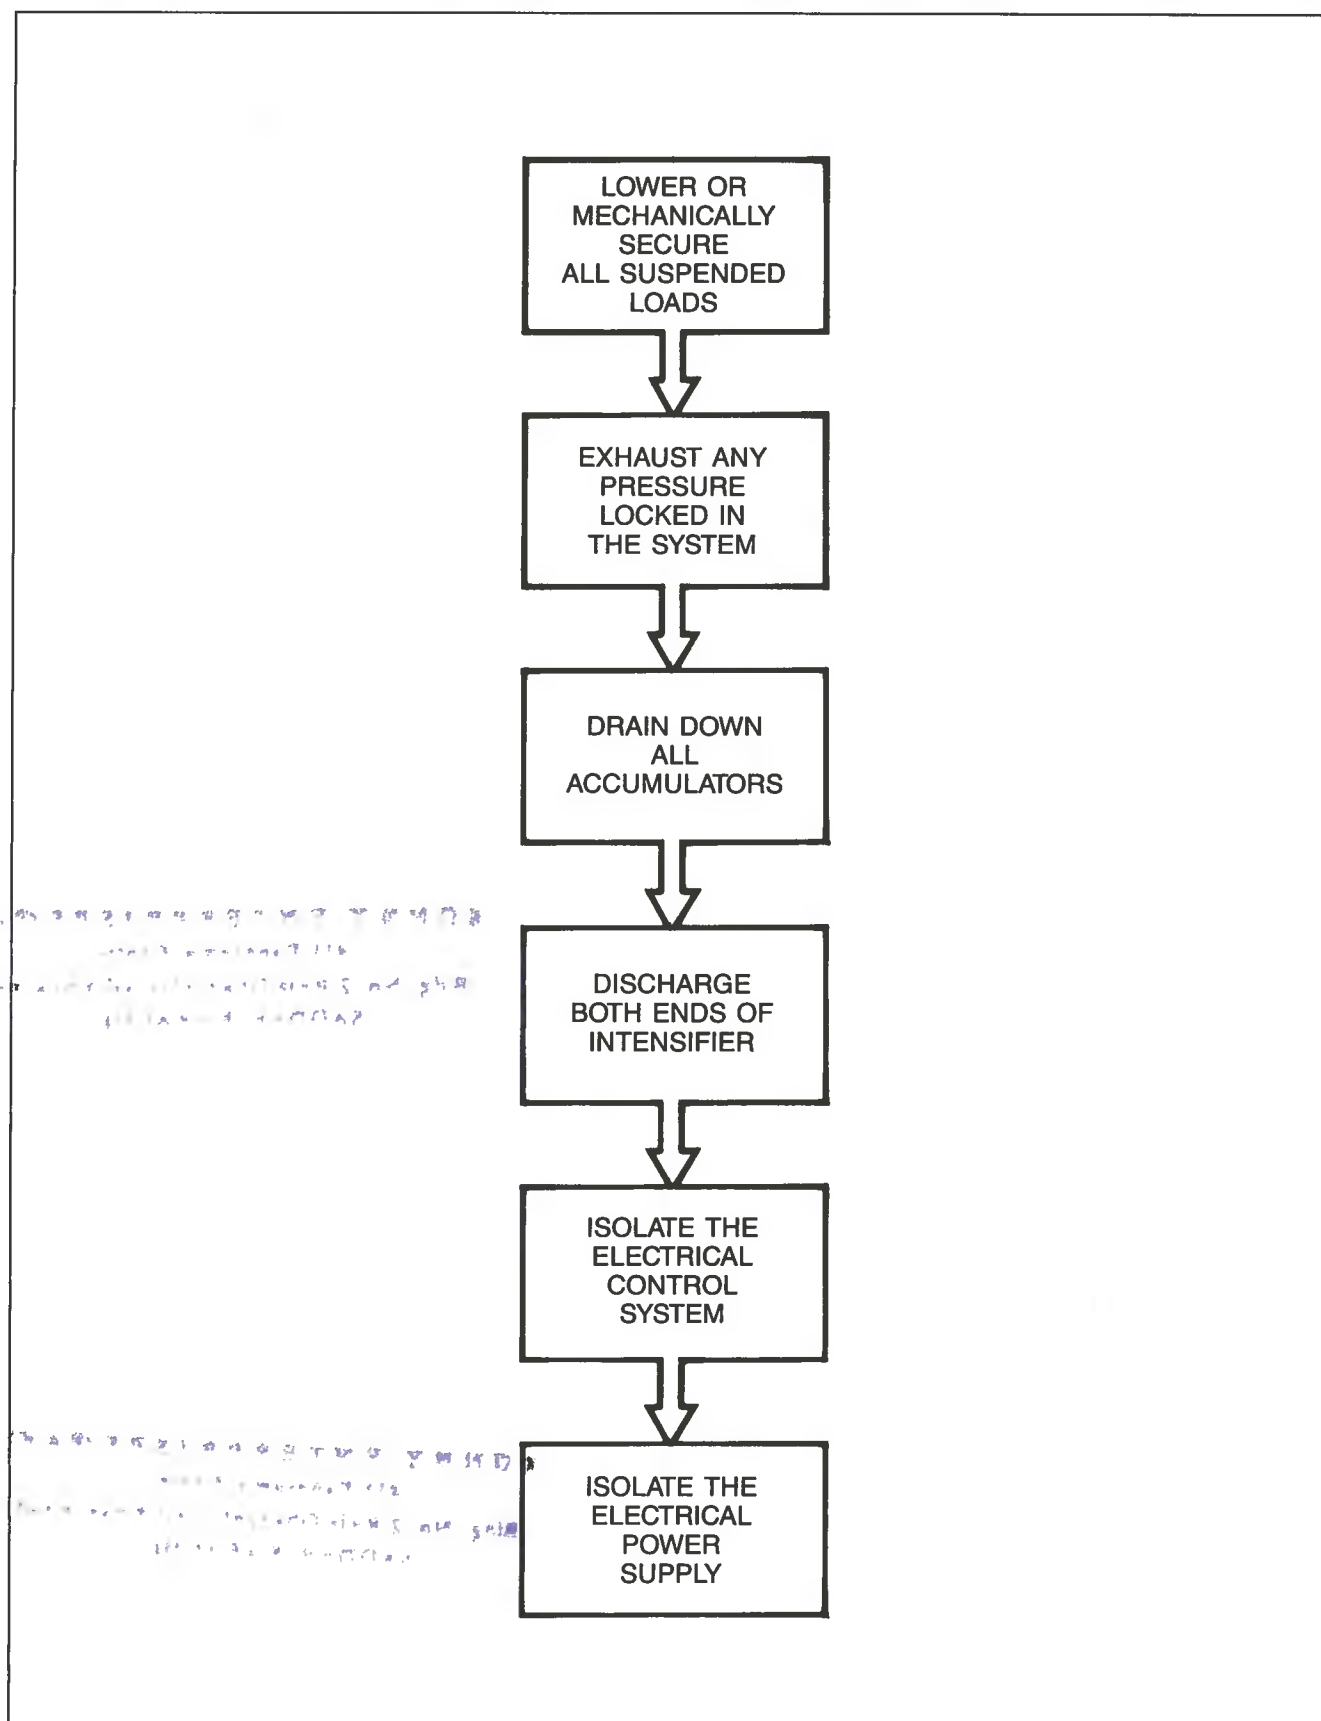 LOWER OR
MECHANICALLY
SECURE
ALL SUSPENDED
LOADS
EXHAUST ANY
PRESSURE
LOCKED IN
THE SYSTEM
DRAIN DOWN
ALL
ACCUMULATORS
DISCHARGE
BOTH ENDS OF
INTENSIFIER
ISOLATE THE
ELECTRICAL
CONTROL
SYSTEM
ISOLATE THE
ELECTRICAL
POWER
SUPPLY